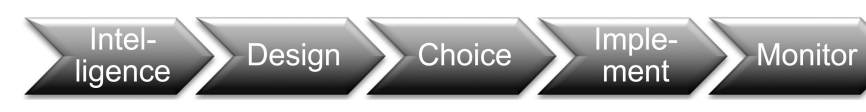 Intel-
ligence
Design
Choice
Imple-
ment
Monitor